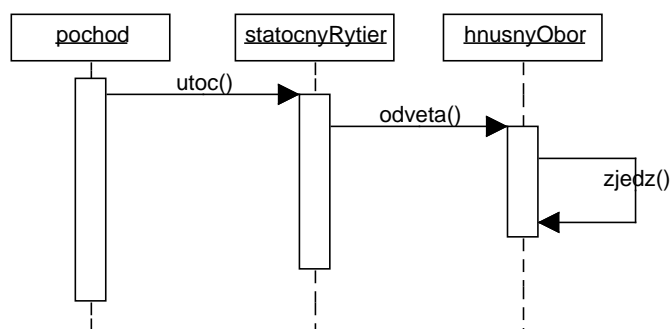 pochod
statocnyRytier
hnusnyObor
utoc()
odveta()
zjedz()